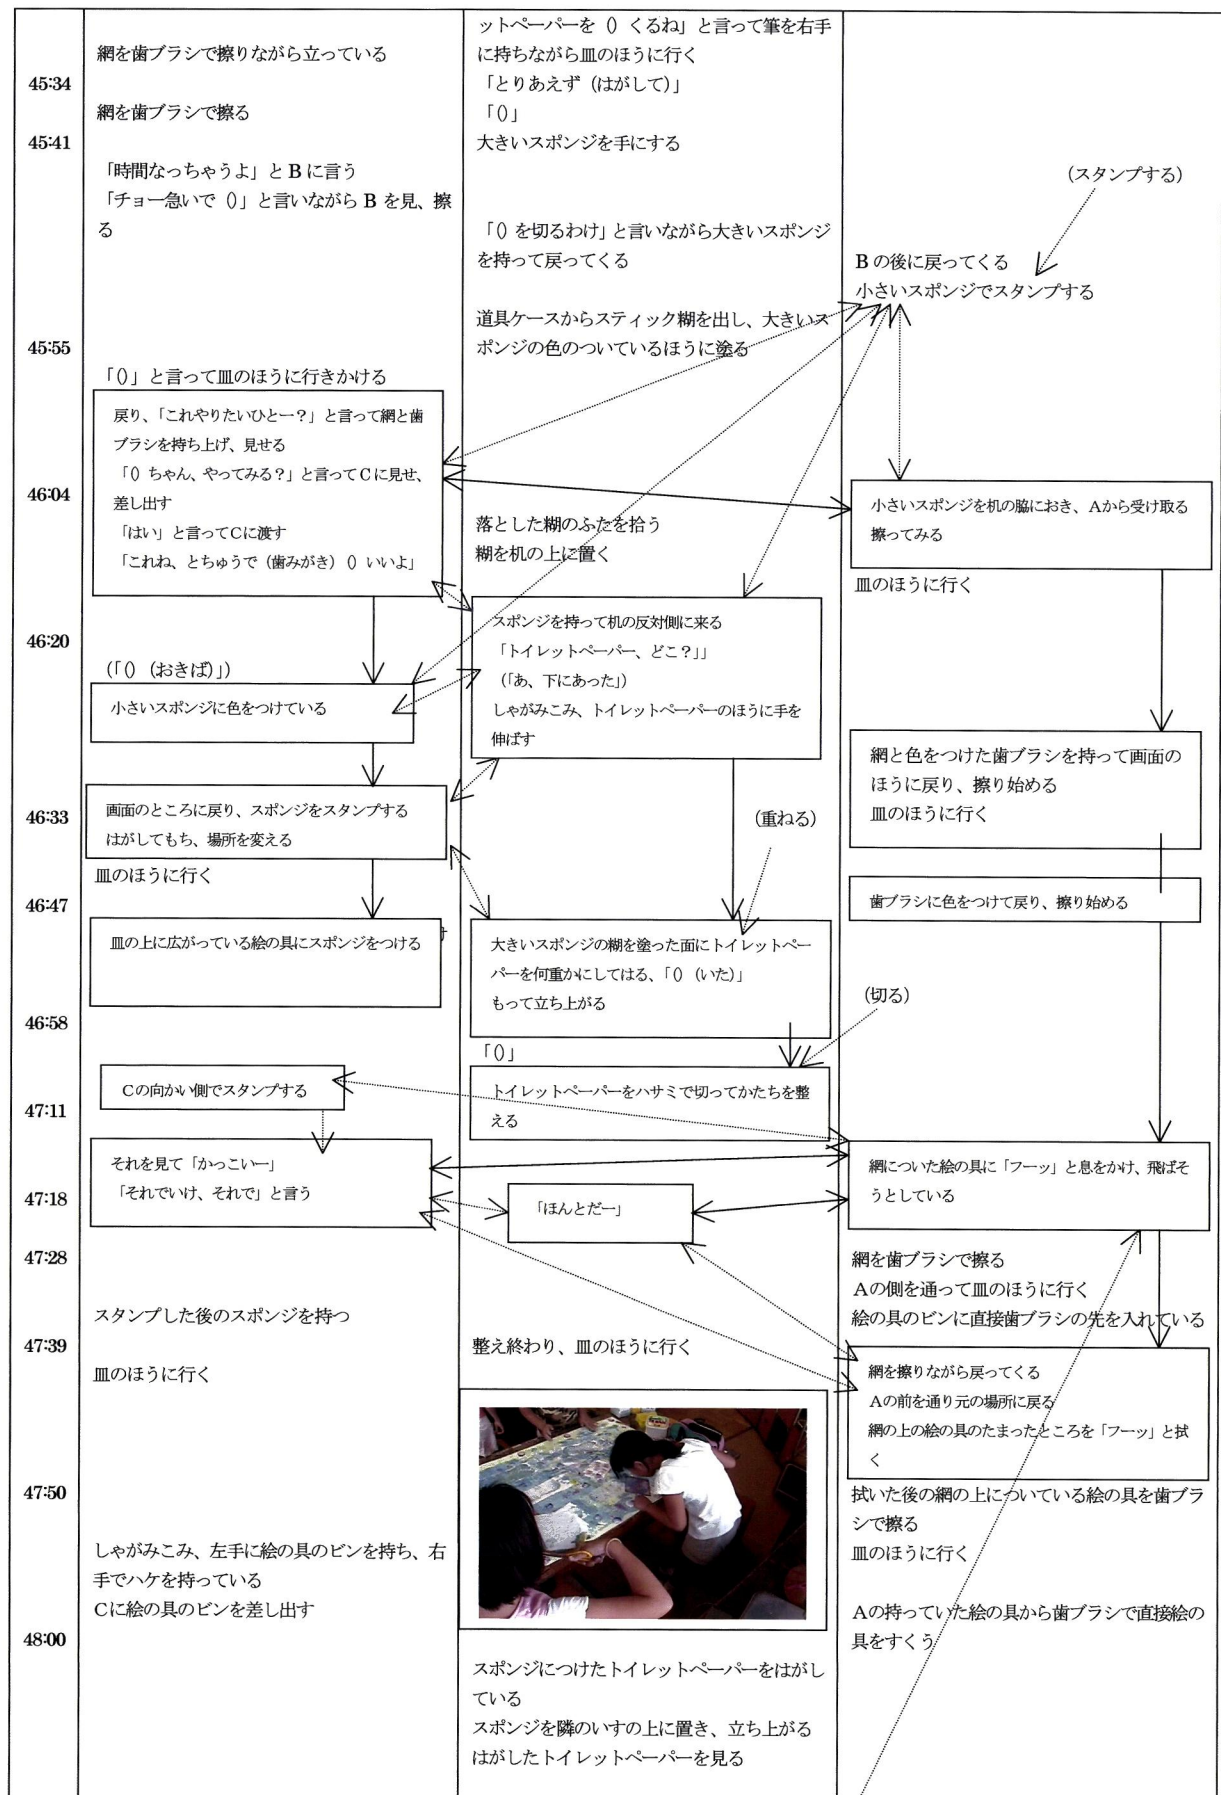 ットペーパーを () くるね」と言って筆を右手
に持ちながら皿のほうに行く
網を歯ブラシで擦りながら立っている
45:34
「とりあえず (はがして)」
網を歯ブラシで擦る
「()」
45:41
大きいスポンジを手にする
「時間なっちゃうよ」と B に言う
「チョー急いで ()」と言いながら B を見、擦
る
(スタンプする)
「() を切るわけ」と言いながら大きいスポンジ
を持って戻ってくる
B の後に戻ってくる
小さいスポンジでスタンプする
道具ケースからスティック糊を出し、大きいス
ポンジの色のついているほうに塗る
45:55
「()」と言って皿のほうに行きかける
戻り、「これやりたいひとー？」と言って網と歯
ブラシを持ち上げ、見せる
「() ちゃん、やってみる？」と言ってCに見せ、
差し出す
「はい」と言ってCに渡す
「これね、とちゅうで (歯みがき) () いいよ」
46:04
小さいスポンジを机の脇におき、Aから受け取る
擦ってみる
落とした糊のふたを拾う
糊を机の上に置く
皿のほうに行く
スポンジを持って机の反対側に来る
「トイレットペーパー、どこ？」」
(「あ、下にあった」)
しゃがみこみ、トイレットペーパーのほうに手を
伸ばす
46:20
(「() (おきば)」)
小さいスポンジに色をつけている
網と色をつけた歯ブラシを持って画面の
ほうに戻り、擦り始める
皿のほうに行く
46:33
画面のところに戻り、スポンジをスタンプする
はがしてもち、場所を変える
(重ねる)
皿のほうに行く
歯ブラシに色をつけて戻り、擦り始める
46:47
皿の上に広がっている絵の具にスポンジをつける
大きいスポンジの糊を塗った面にトイレットペー
パーを何重かにしてはる、「() (いた)」
もって立ち上がる
(切る)
46:58
「()」
Cの向かい側でスタンプする
トイレットペーパーをハサミで切ってかたちを整
える
47:11
それを見て「かっこいー」
「それでいけ、それで」と言う
網についた絵の具に「フーッ」と息をかけ、飛ばそ
うとしている
47:18
「ほんとだー」
47:28
網を歯ブラシで擦る
Aの側を通って皿のほうに行く
絵の具のビンに直接歯ブラシの先を入れている
スタンプした後のスポンジを持つ
47:39
整え終わり、皿のほうに行く
皿のほうに行く
網を擦りながら戻ってくる
Aの前を通り元の場所に戻る
網の上の絵の具のたまったところを「フーッ」と拭
く
47:50
拭いた後の網の上についている絵の具を歯ブラ
シで擦る
皿のほうに行く
しゃがみこみ、左手に絵の具のビンを持ち、右
手でハケを持っている
Cに絵の具のビンを差し出す
Aの持っていた絵の具から歯ブラシで直接絵の
具をすくう
48:00
スポンジにつけたトイレットペーパーをはがし
ている
スポンジを隣のいすの上に置き、立ち上がる
はがしたトイレットペーパーを見る